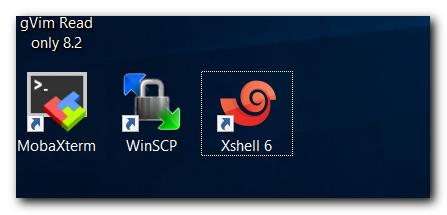 gVim Read
only 8.2
>_
MobaXterm
WinSCP
Xshell 6